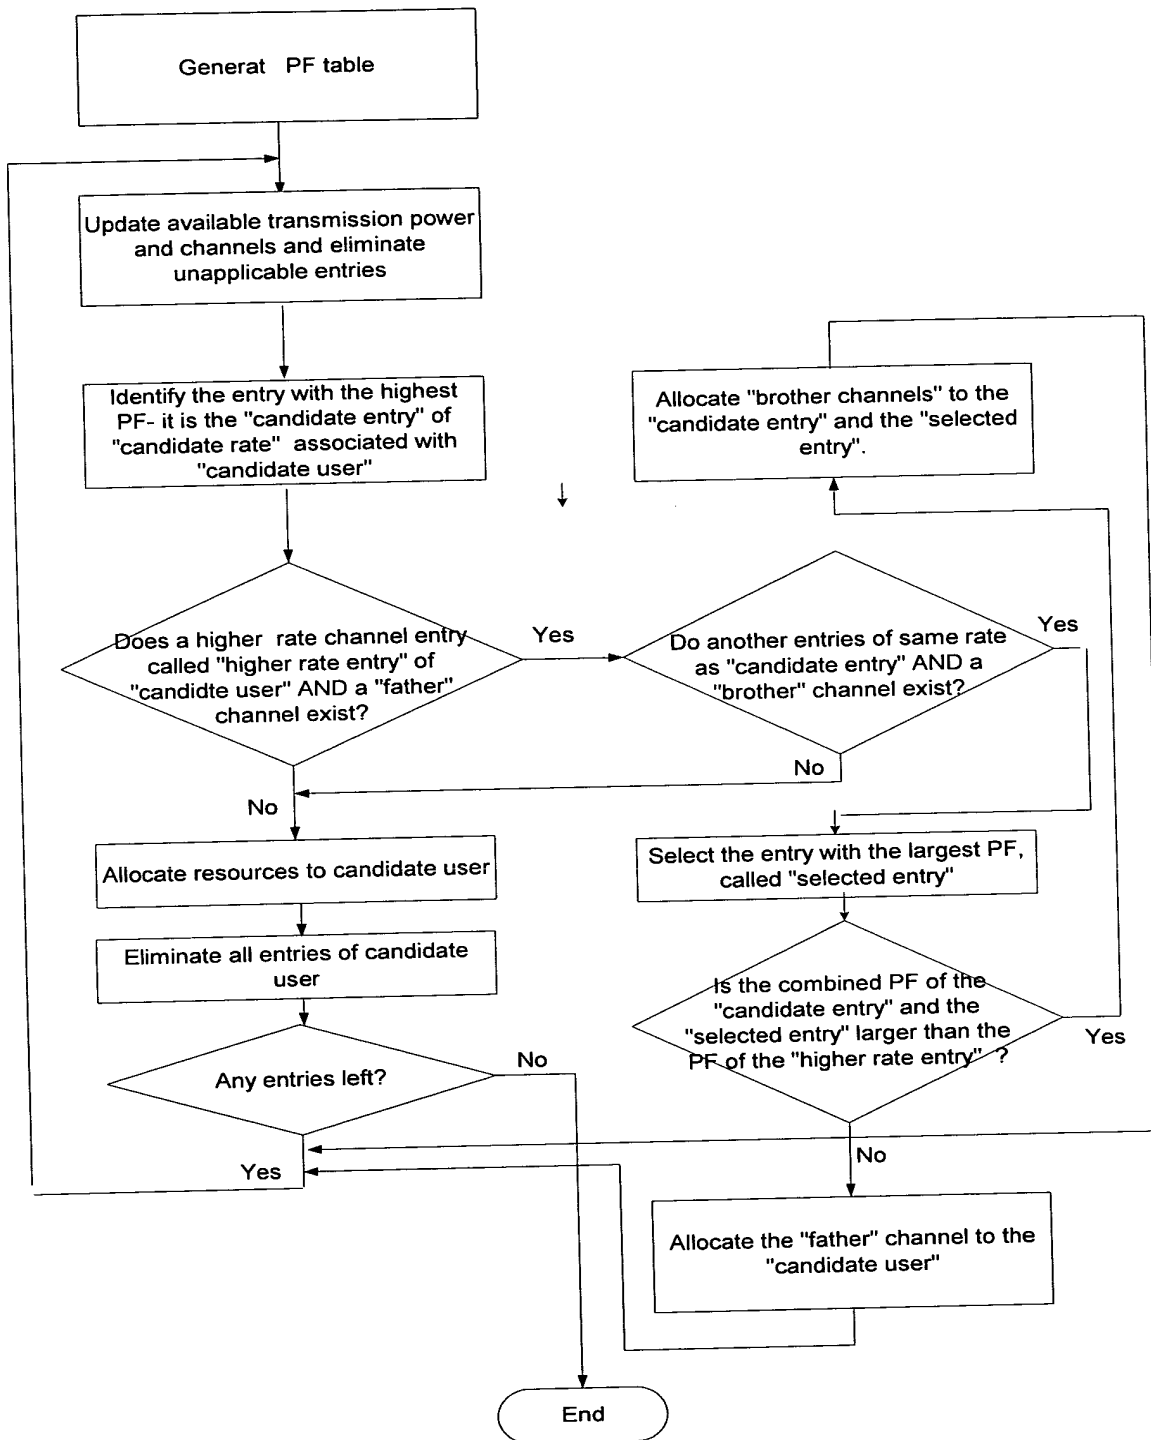 Generat PF table
Update available transmission power
and channels and eliminate
unapplicable entries
Identify the entry with the highest
PF- it is the "candidate entry" of
"candidate rate" associated with
"candidate user"
Allocate "brother channels" to the
"candidate entry" and the "selected
entry".
Does a higher rate channel entry
called "higher rate entry" of
"candidte user" AND a "father"
channel exist?
Yes
Do another entries of same rate
as "candidate entry" AND a
"brother" channel exist?
Yes
No
No
Allocate resources to candidate user
Select the entry with the largest PF,
called "selected entry"
Eliminate all entries of candidate
user
Is the combined PF of the
"candidate entry" and the
"selected entry" larger than the
PF of the "higher rate entry" ?
Yes
Any entries left?
No
Yes
No
Allocate the "father" channel to the
"candidate user"
End